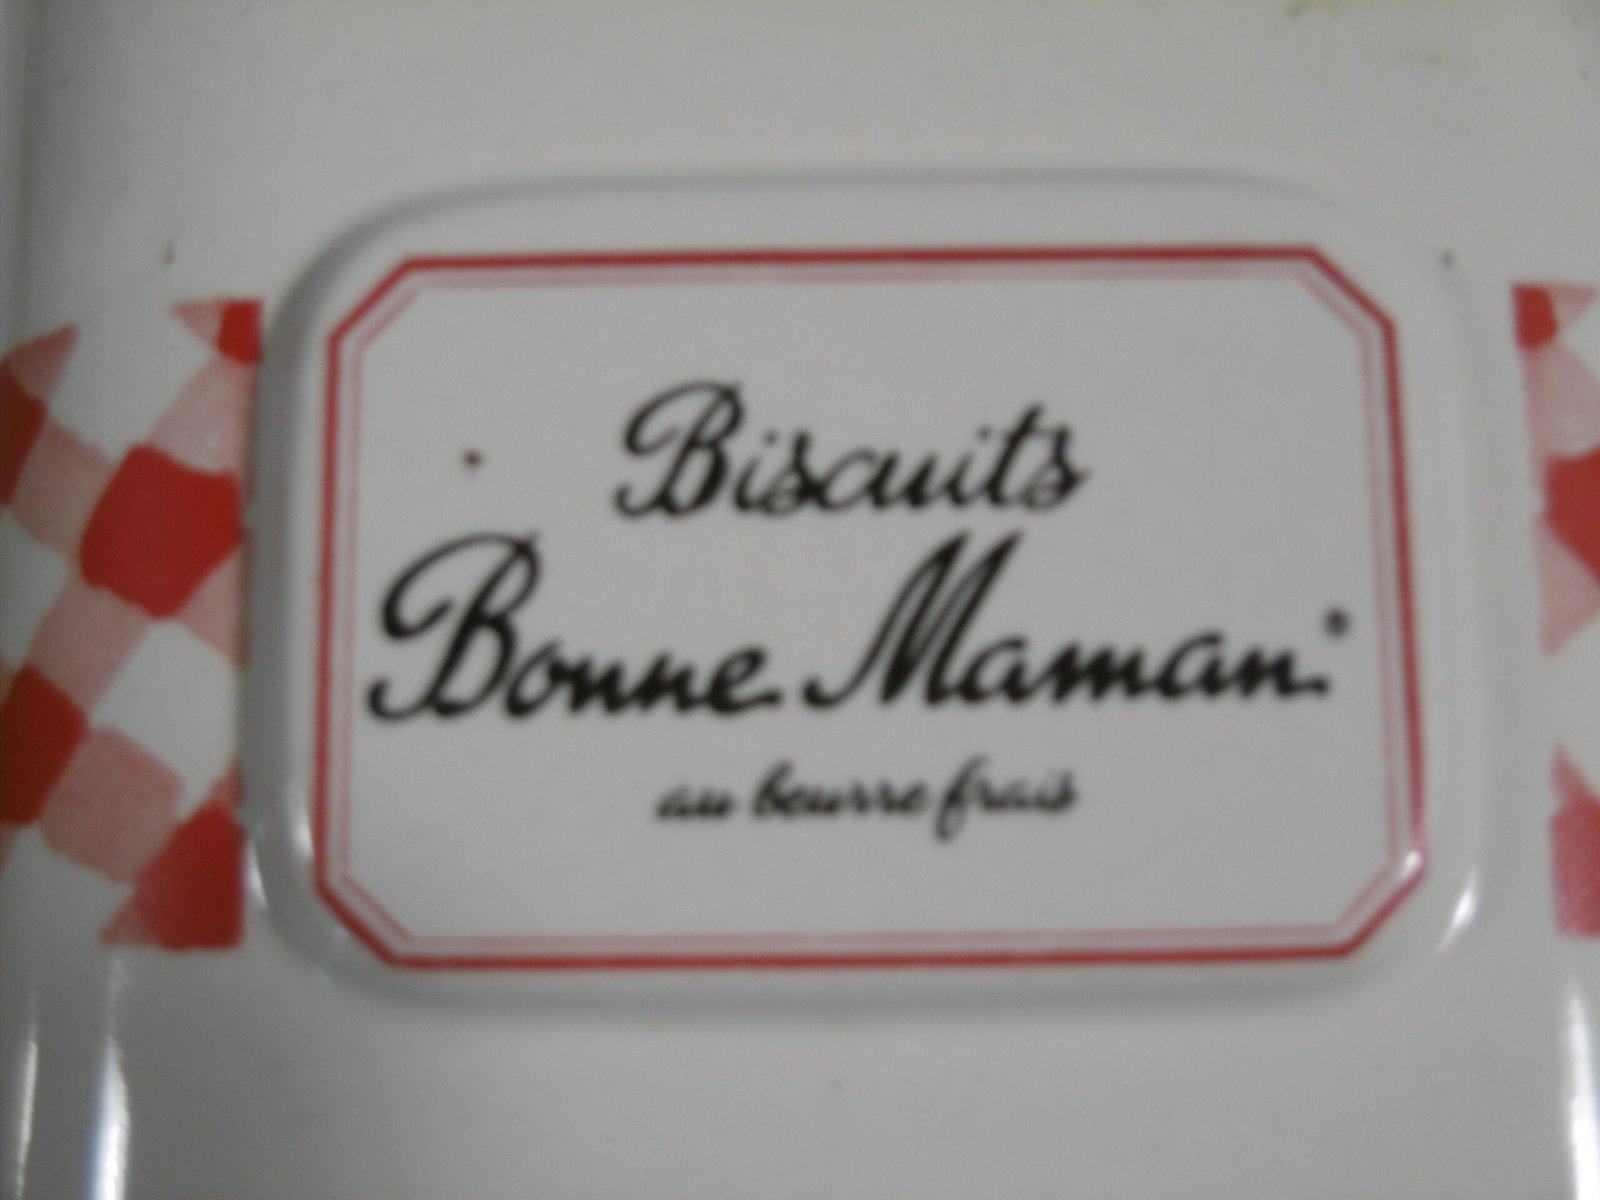 Biscuits
Bonne Maman®
au beurre frais